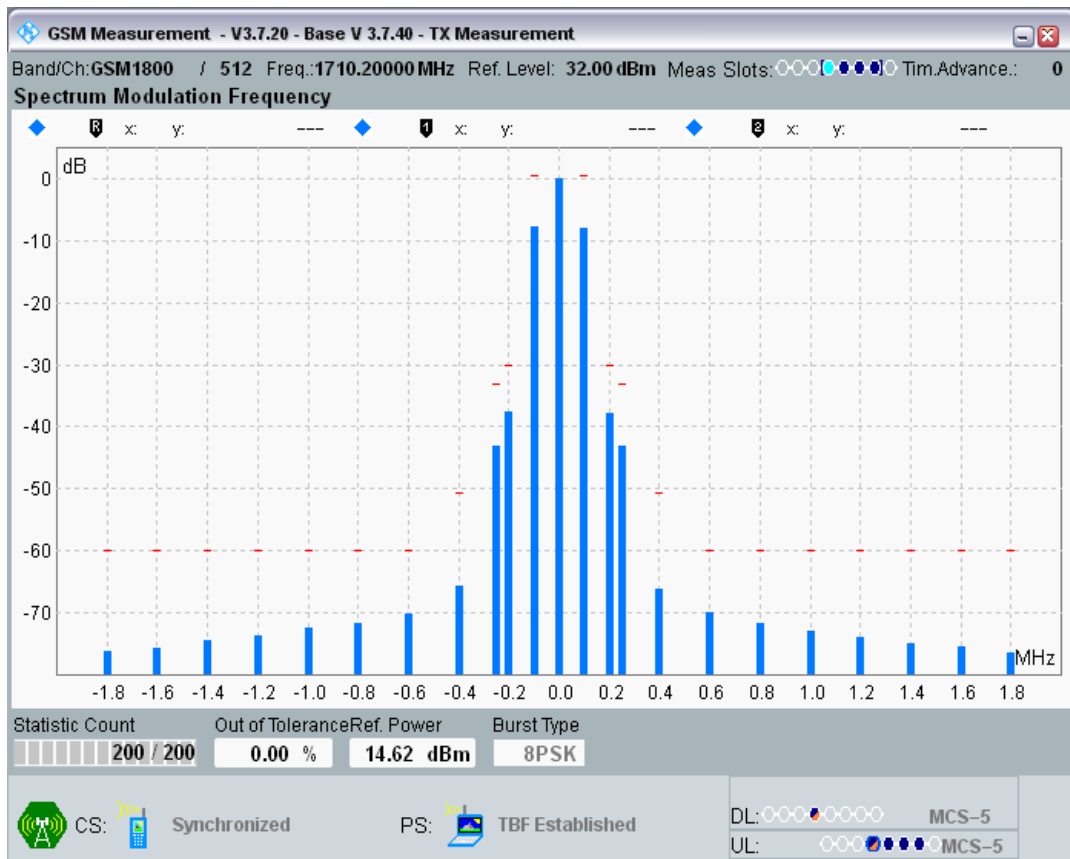 GSM Measurement - V3.7.20 - Base V 3.7.40 - TX Measurement
Band/Ch:GSM1800 / 512 Freq.:1710.20000 MHz Ref. Level: 32.00 dBm Meas Slots: Tim.Advance.: 0
Spectrum Modulation Frequency
R x: y: --- 1 x: y: --- 2 x: y: ---
dB
0
-10
-20
-30
-40
-50
-60
-70
MHz
-1.8 -1.6 -1.4 -1.2 -1.0 -0.8 -0.6 -0.4 -0.2 0.0 0.2 0.4 0.6 0.8 1.0 1.2 1.4 1.6 1.8
Statistic Count Out of Tolerance Ref. Power Burst Type
200 / 200 0.00 % 14.62 dBm 8PSK
CS: Synchronized PS: TBF Established DL: MCS-5
UL: MCS-5